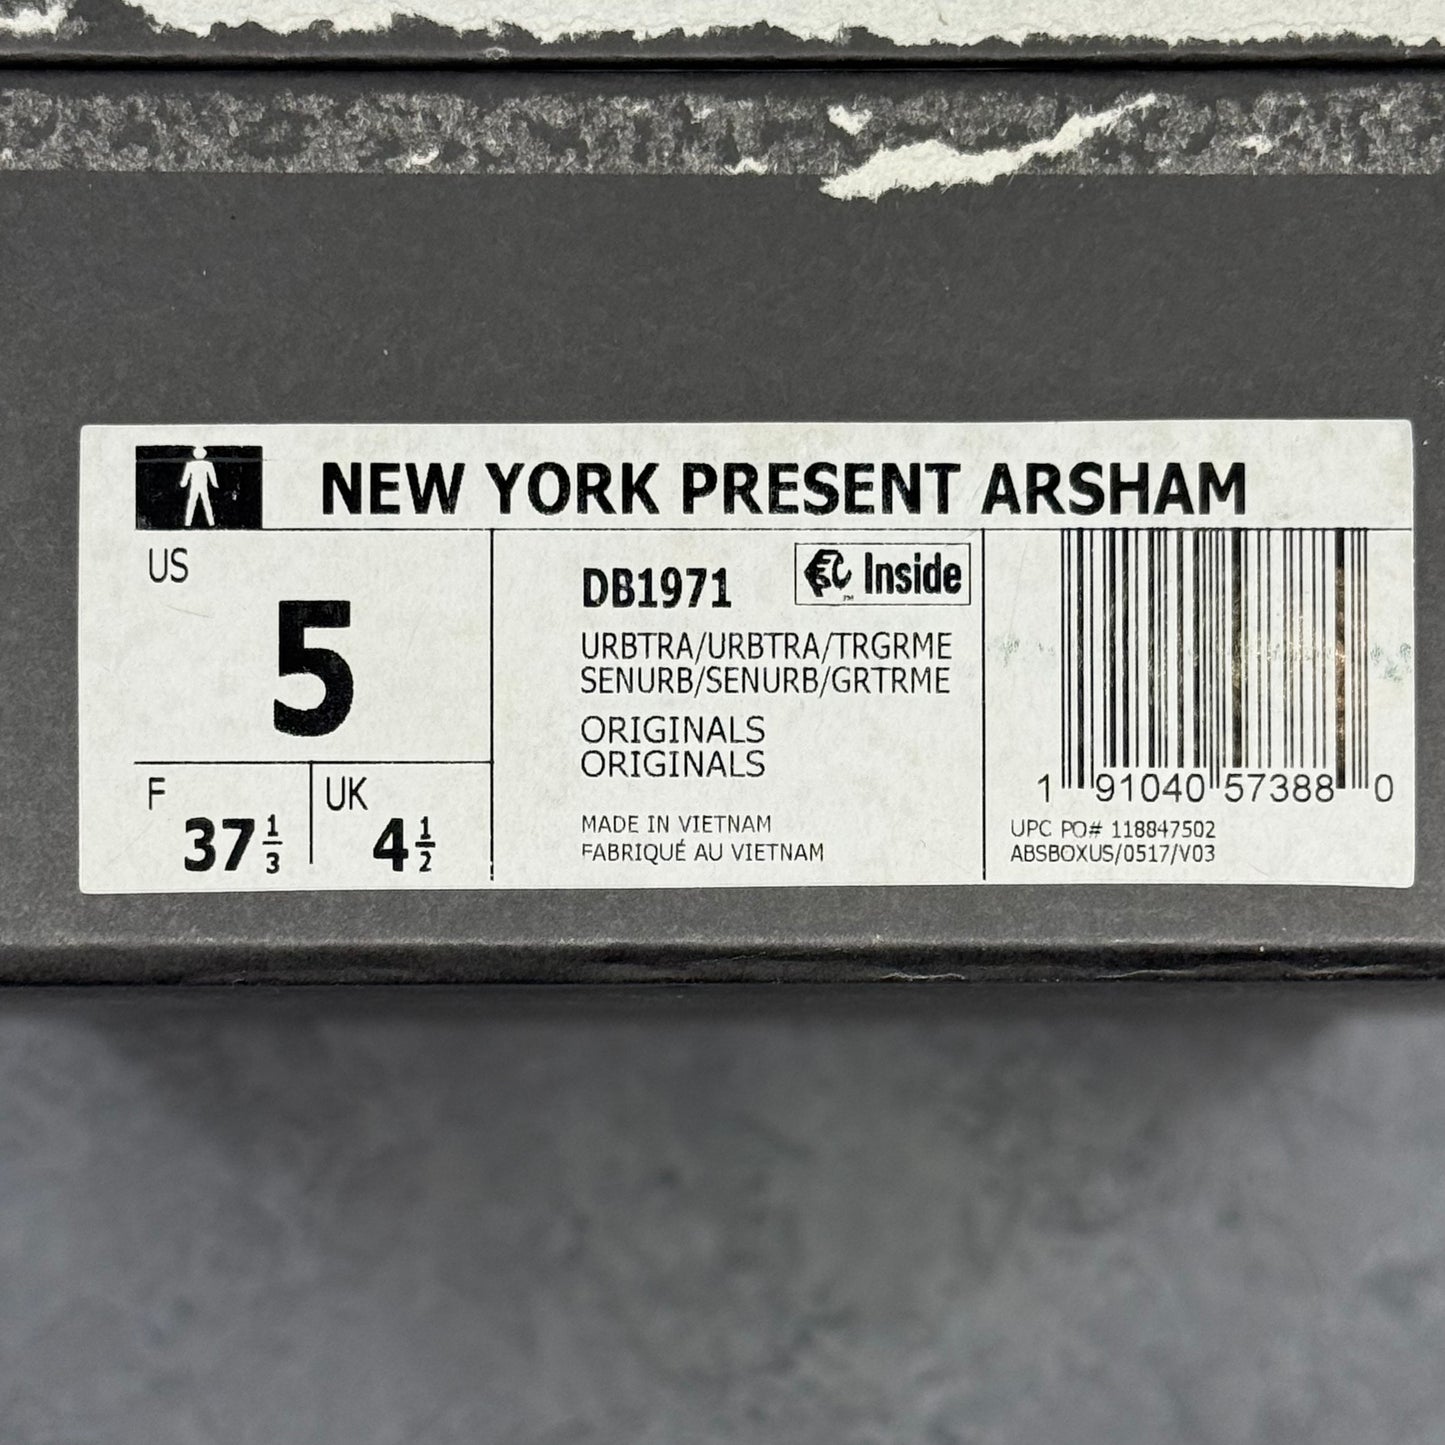 NEW YORK PRESENT ARSHAM
US
5
F
37 1/3
UK
4 1/2
DB1971
Inside
URBTRA/URBTRA/TRGRME
SENURB/SENURB/GRTRME
ORIGINALS
ORIGINALS
MADE IN VIETNAM
FABRIQUÉ AU VIETNAM
1 91040 57388 0
UPC PO# 118847502
ABSBOXUS/0517/V03